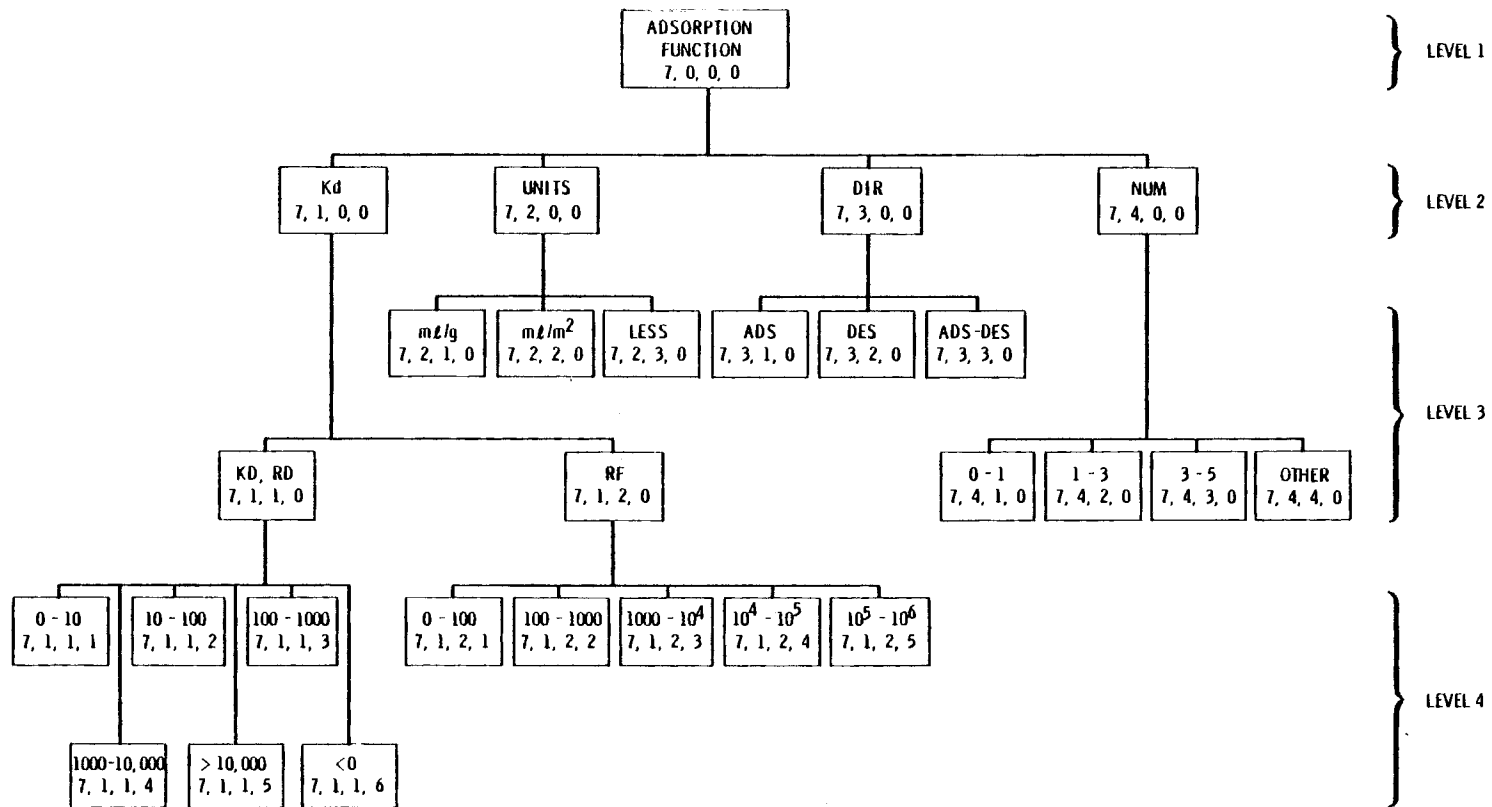 ADSORPTION
FUNCTION
7, 0, 0, 0
LEVEL 1
Kd
7, 1, 0, 0
UNITS
7, 2, 0, 0
DIR
7, 3, 0, 0
NUM
7, 4, 0, 0
LEVEL 2
mℓ/g
7, 2, 1, 0
mℓ/m²
7, 2, 2, 0
LESS
7, 2, 3, 0
ADS
7, 3, 1, 0
DES
7, 3, 2, 0
ADS-DES
7, 3, 3, 0
LEVEL 3
KD, RD
7, 1, 1, 0
RF
7, 1, 2, 0
0 - 1
7, 4, 1, 0
1 - 3
7, 4, 2, 0
3 - 5
7, 4, 3, 0
OTHER
7, 4, 4, 0
0 - 10
7, 1, 1, 1
10 - 100
7, 1, 1, 2
100 - 1000
7, 1, 1, 3
0 - 100
7, 1, 2, 1
100 - 1000
7, 1, 2, 2
1000 - 10⁴
7, 1, 2, 3
10⁴ - 10⁵
7, 1, 2, 4
10⁵ - 10⁶
7, 1, 2, 5
LEVEL 4
1000-10,000
7, 1, 1, 4
> 10,000
7, 1, 1, 5
<0
7, 1, 1, 6